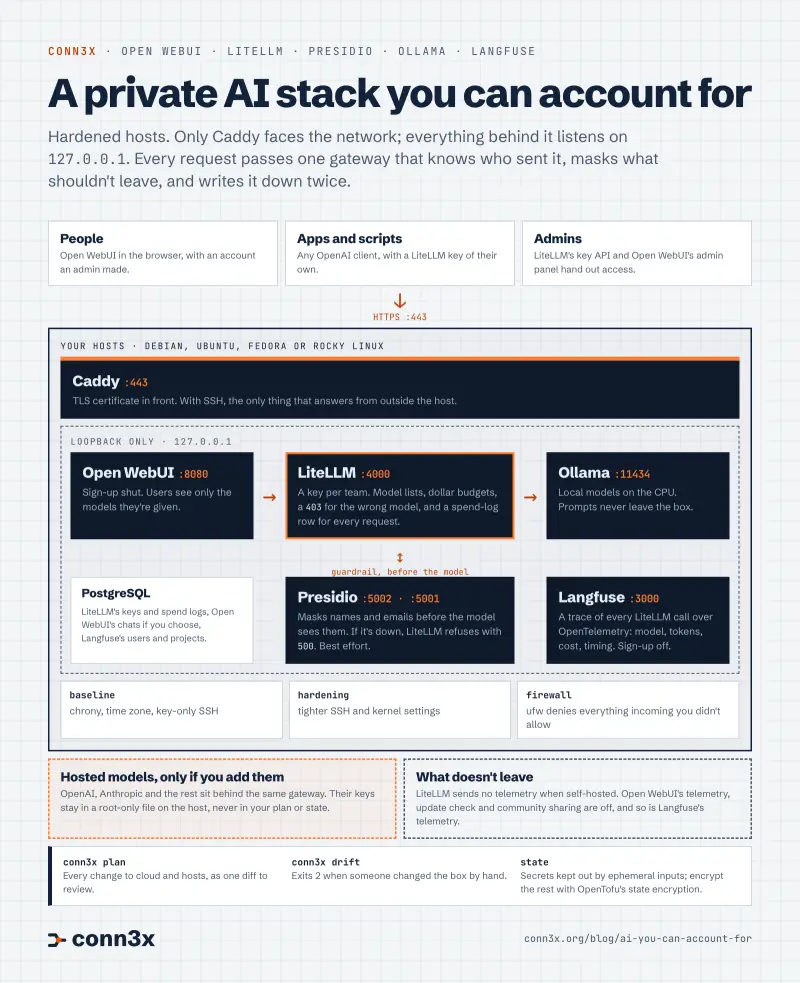 CONN3X · OPEN WEBUI · LITELLM · PRESIDIO · OLLAMA · LANGFUSE
A private AI stack you can account for
Hardened hosts. Only Caddy faces the network; everything behind it listens on
127.0.0.1. Every request passes one gateway that knows who sent it, masks what
shouldn't leave, and writes it down twice.
People
Open WebUI in the browser, with an account
an admin made.
Apps and scripts
Any OpenAI client, with a LiteLLM key of their
own.
Admins
LiteLLM's key API and Open WebUI's admin
panel hand out access.
↓
HTTPS :443
YOUR HOSTS · DEBIAN, UBUNTU, FEDORA OR ROCKY LINUX
Caddy :443
TLS certificate in front. With SSH, the only thing that answers from outside the host.
LOOPBACK ONLY · 127.0.0.1
Open WebUI :8080
Sign-up shut. Users see only the
models they're given.
→
LiteLLM :4000
A key per team. Model lists, dollar budgets,
a 403 for the wrong model, and a spend-log
row for every request.
→
Ollama :11434
Local models on the CPU.
Prompts never leave the box.
↕
guardrail, before the model
PostgreSQL
LiteLLM's keys and spend logs, Open
WebUI's chats if you choose,
Langfuse's users and projects.
Presidio :5002 · :5001
Masks names and emails before the model
sees them. If it's down, LiteLLM refuses with
500. Best effort.
Langfuse :3000
A trace of every LiteLLM call over
OpenTelemetry: model, tokens,
cost, timing. Sign-up off.
baseline
chrony, time zone, key-only SSH
hardening
tighter SSH and kernel settings
firewall
ufw denies everything incoming you didn't
allow
Hosted models, only if you add them
OpenAI, Anthropic and the rest sit behind the same gateway. Their keys
stay in a root-only file on the host, never in your plan or state.
What doesn't leave
LiteLLM sends no telemetry when self-hosted. Open WebUI's telemetry,
update check and community sharing are off, and so is Langfuse's
telemetry.
conn3x plan
Every change to cloud and hosts, as one diff to
review.
conn3x drift
Exits 2 when someone changed the box by hand.
state
Secrets kept out by ephemeral inputs; encrypt
the rest with OpenTofu's state encryption.
conn3x
conn3x.org/blog/ai-you-can-account-for